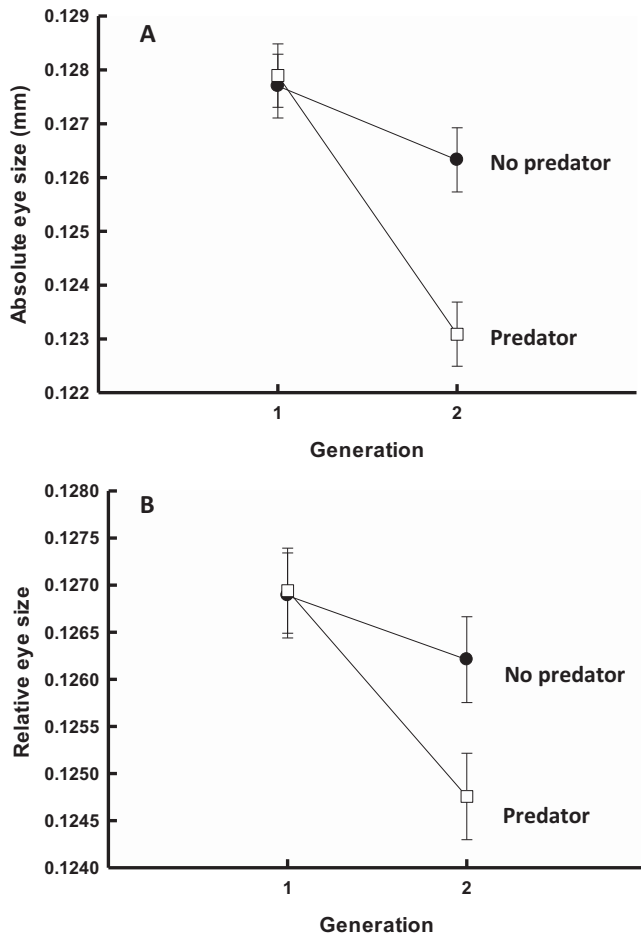 A
0.129
0.128
0.127
0.126
0.125
0.124
0.123
0.122
Absolute eye size (mm)
No predator
Predator
1 2
Generation
B
0.1280
0.1275
0.1270
0.1265
0.1260
0.1255
0.1250
0.1245
0.1240
Relative eye size
No predator
Predator
1 2
Generation